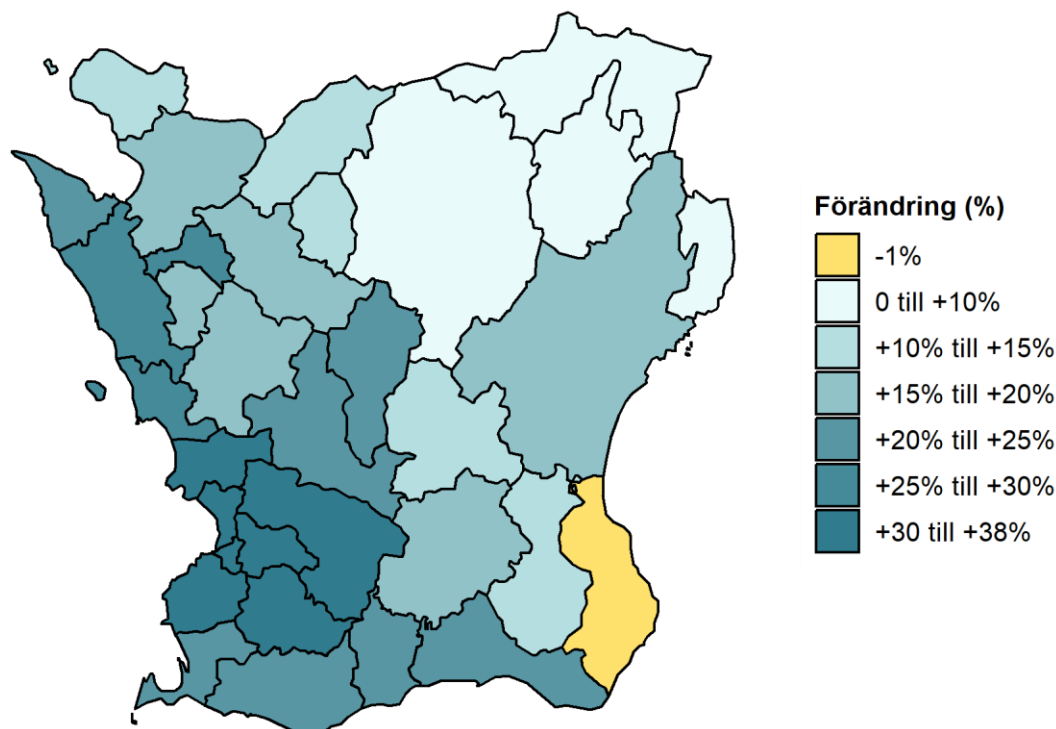 Förändring (%)
-1%
0 till +10%
+10% till +15%
+15% till +20%
+20% till +25%
+25% till +30%
+30 till +38%